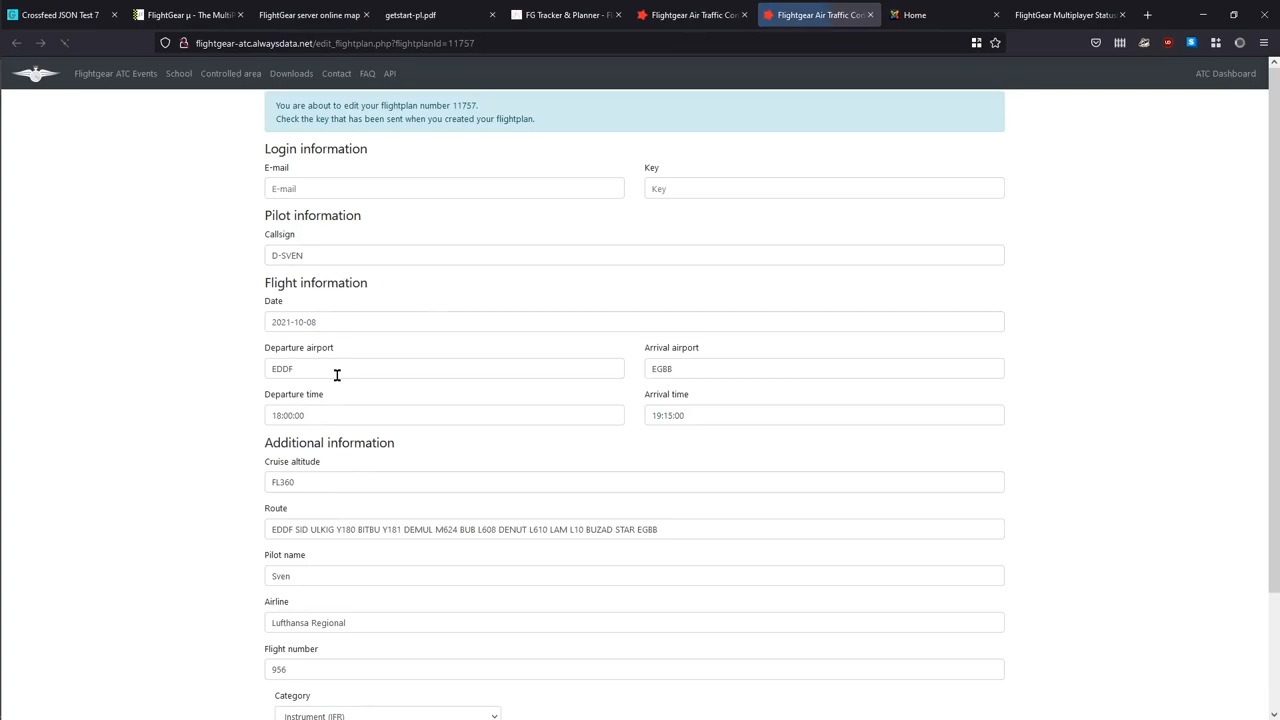 Crossfeed JSON Test 7
FlightGear μ - The MultiPl
FlightGear server online map
getstart-pl.pdf
FG Tracker & Planner - Fli
Flightgear Air Traffic Con
Flightgear Air Traffic Con
Home
FlightGear Multiplayer Status
flightgear-atc.alwaysdata.net/edit_flightplan.php?flightplanId=11757
Flightgear ATC Events
School
Controlled area
Downloads
Contact
FAQ
API
ATC Dashboard
You are about to edit your flightplan number 11757.
Check the key that has been sent when you created your flightplan.
Login information
E-mail
Key
E-mail
Key
Pilot information
Callsign
D-SVEN
Flight information
Date
2021-10-08
Departure airport
Arrival airport
EDDF
EGBB
Departure time
Arrival time
18:00:00
19:15:00
Additional information
Cruise altitude
FL360
Route
EDDF SID ULKIG Y180 BITBU Y181 DEMUL M624 BUB L608 DENUT L610 LAM L10 BUZAD STAR EGBB
Pilot name
Sven
Airline
Lufthansa Regional
Flight number
956
Category
Instrument (IFR)